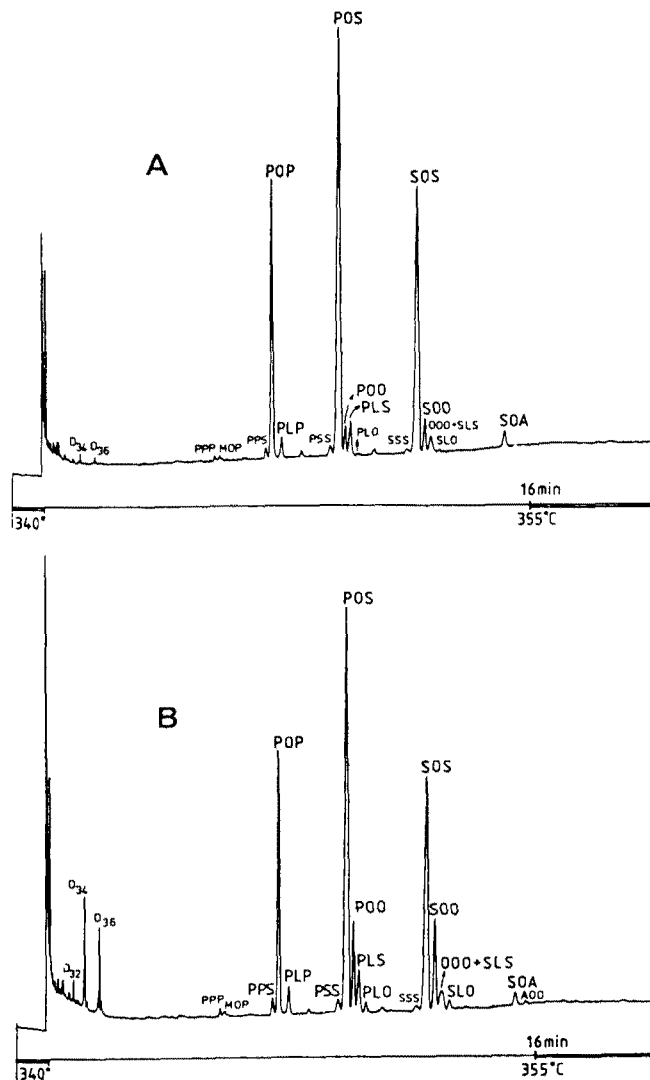 A
POS
POP
SOS
POO
PLS
D34
D36
PPP
MOP
PPS
PLP
PSS
PLO
SSS
SOO
OOO+SLS
SLO
SOA
16min
340°
355°C
B
POS
POP
SOS
D34
D36
D32
PPP
MOP
PPS
PLP
PSS
POO
PLS
PLO
SSS
SOO
OOO+SLS
SLO
SOA
AOO
16min
340°
355°C